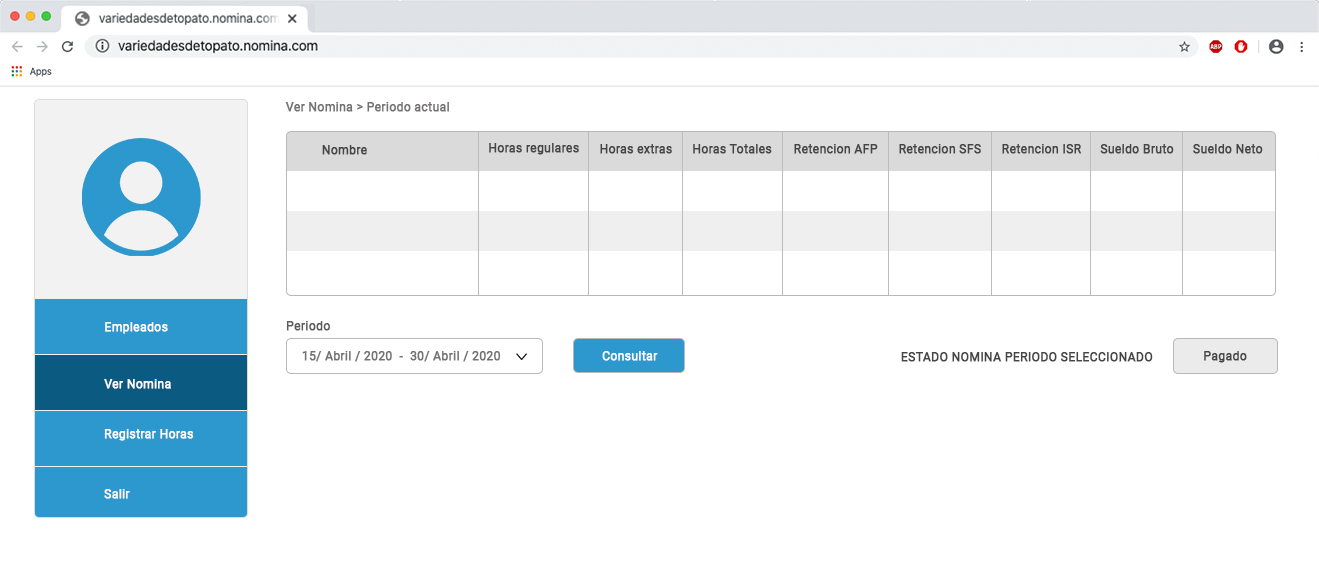 variedadesdetopato.nomina.com
variedadesdetopato.nomina.com
ABP
Apps
Ver Nomina > Periodo actual
Nombre Horas regulares Horas extras Horas Totales Retencion AFP Retencion SFS Retencion ISR Sueldo Bruto Sueldo Neto
Empleados
Ver Nomina
Registrar Horas
Salir
Periodo
15/ Abril / 2020 - 30/ Abril / 2020 Consultar ESTADO NOMINA PERIODO SELECCIONADO Pagado